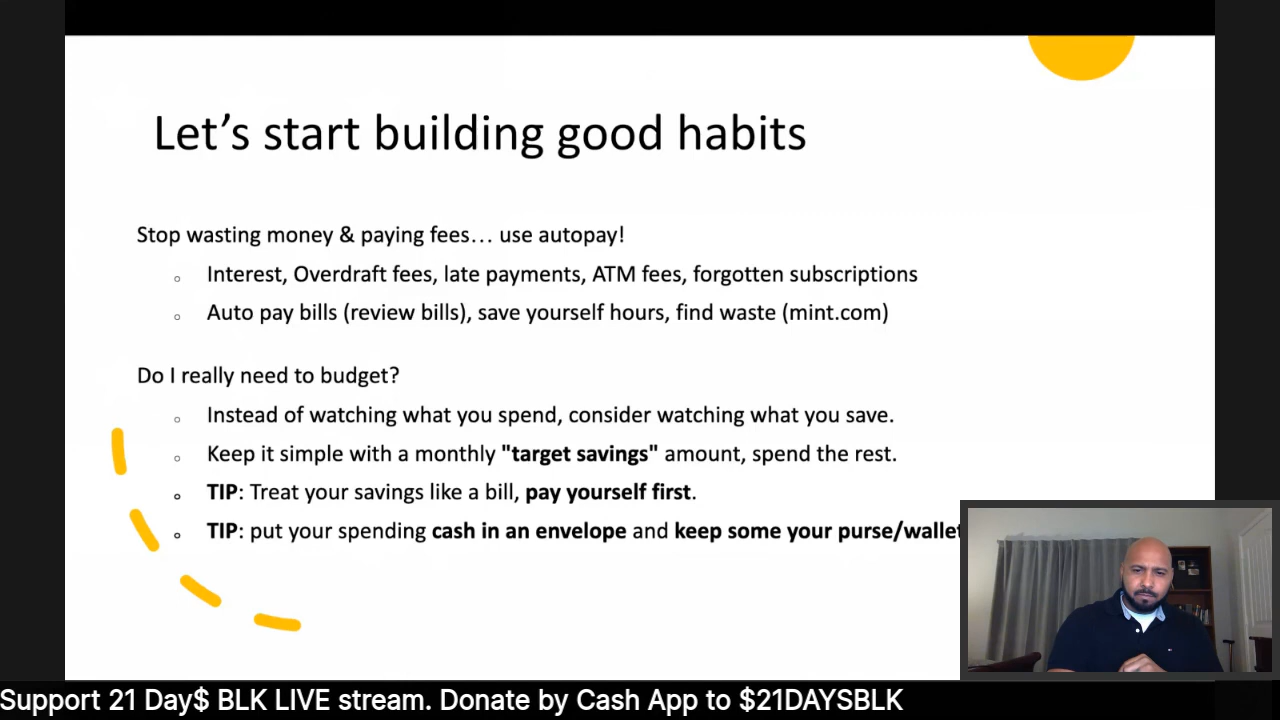 Let's start building good habits
Stop wasting money & paying fees… use autopay!
Interest, Overdraft fees, late payments, ATM fees, forgotten subscriptions
Auto pay bills (review bills), save yourself hours, find waste (mint.com)
Do I really need to budget?
Instead of watching what you spend, consider watching what you save.
Keep it simple with a monthly "target savings" amount, spend the rest.
TIP: Treat your savings like a bill, pay yourself first.
TIP: put your spending cash in an envelope and keep some your purse/wallet
Support 21 Day$ BLK LIVE stream. Donate by Cash App to $21DAYSBLK